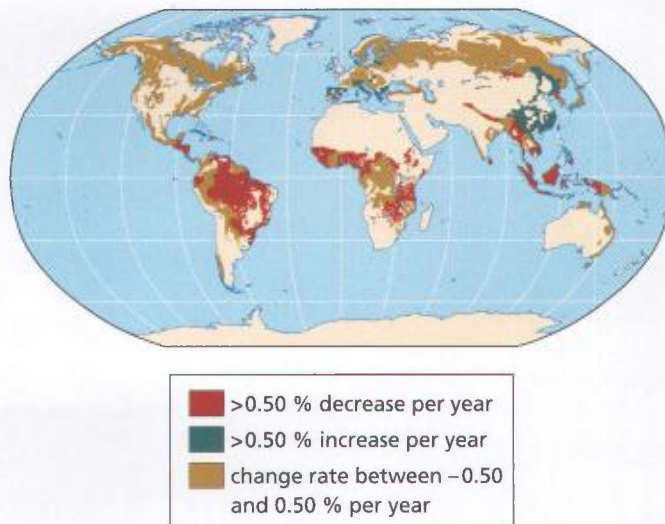 >0.50 % decrease per year
>0.50 % increase per year
change rate between −0.50
and 0.50 % per year